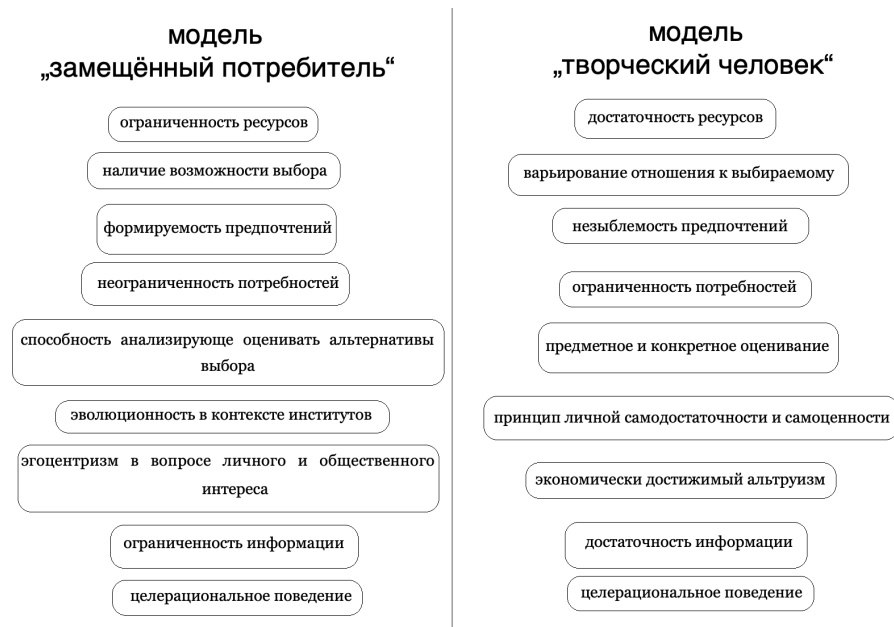 модель
„замещённый потребитель“
ограниченность ресурсов
наличие возможности выбора
формируемость предпочтений
неограниченность потребностей
способность анализирующе оценивать альтернативы
выбора
эволюционность в контексте институтов
эгоцентризм в вопросе личного и общественного
интереса
ограниченность информации
целерациональное поведение
модель
„творческий человек“
достаточность ресурсов
варьирование отношения к выбираемому
незыблемость предпочтений
ограниченность потребностей
предметное и конкретное оценивание
принцип личной самодостаточности и самоценности
экономически достижимый альтруизм
достаточность информации
целерациональное поведение